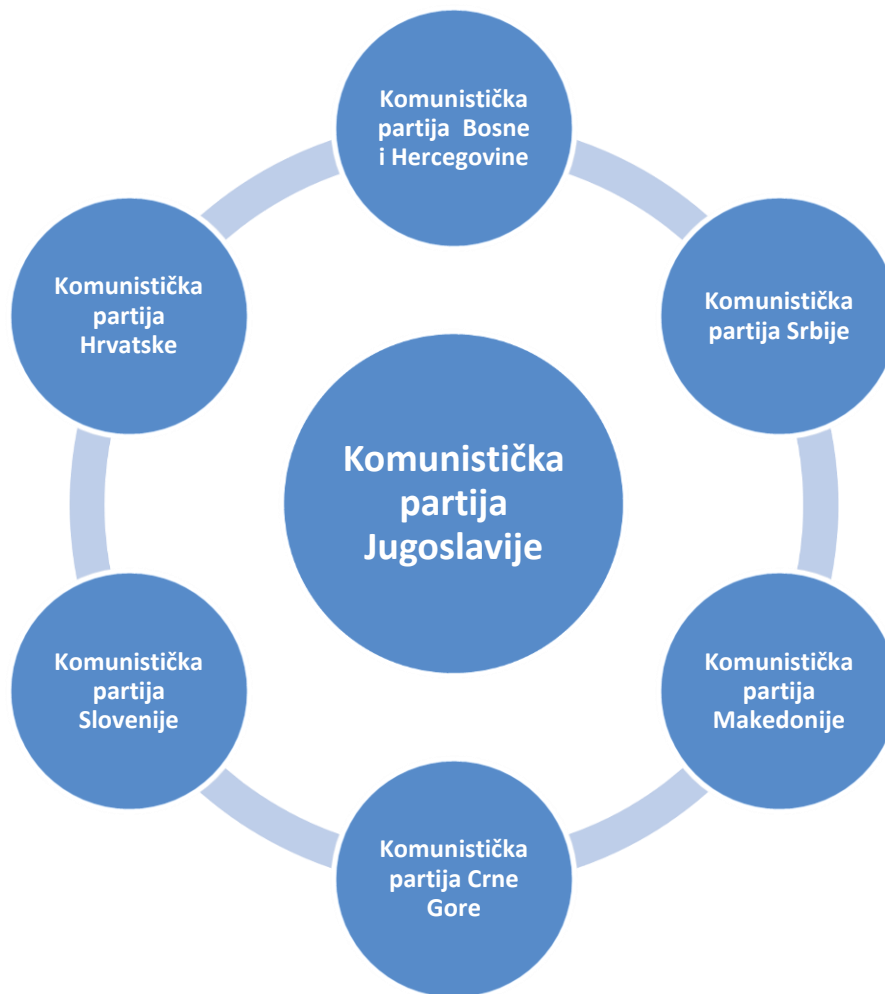 Komunistička
partija Bosne
i Hercegovine
Komunistička
partija Srbije
Komunistička
partija
Makedonije
Komunistička
partija Crne
Gore
Komunistička
partija
Slovenije
Komunistička
partija
Hrvatske
Komunistička
partija
Jugoslavije